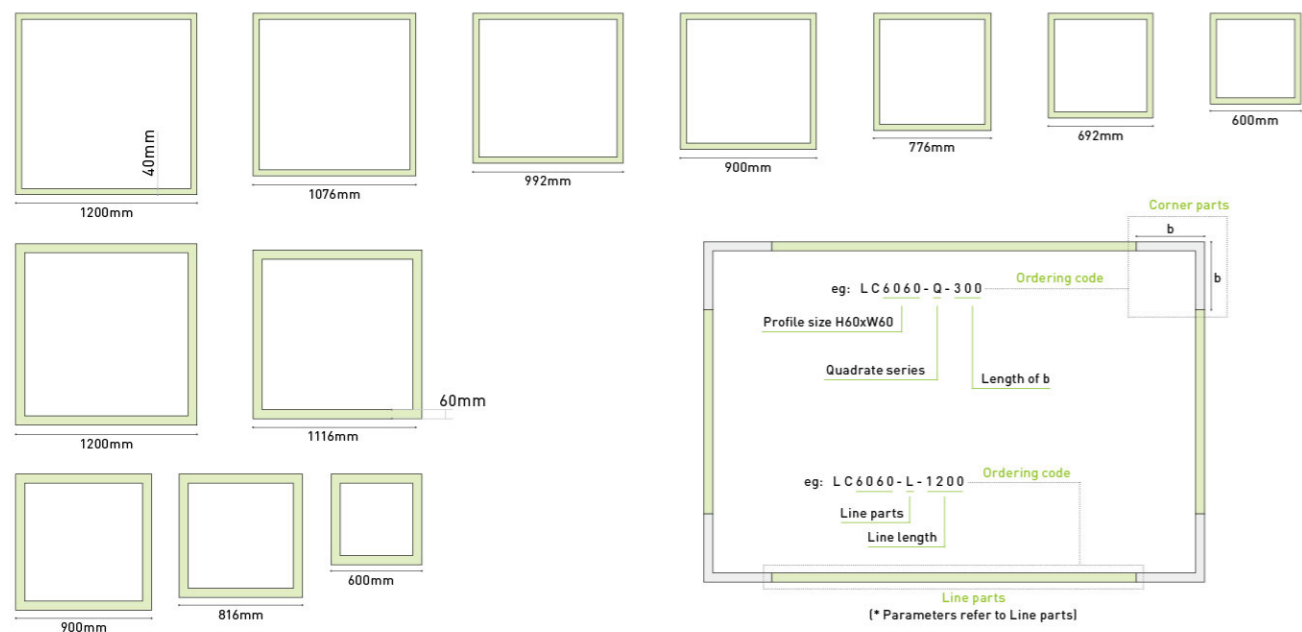 40mm
1200mm
1076mm
992mm
900mm
776mm
692mm
600mm
1200mm
1116mm
60mm
900mm
816mm
600mm
Corner parts
b
b
eg: LC6060-Q-300
Ordering code
Profile size H60xW60
Quadrate series
Length of b
eg: LC6060-L-1200
Ordering code
Line parts
Line length
Line parts
(* Parameters refer to Line parts)